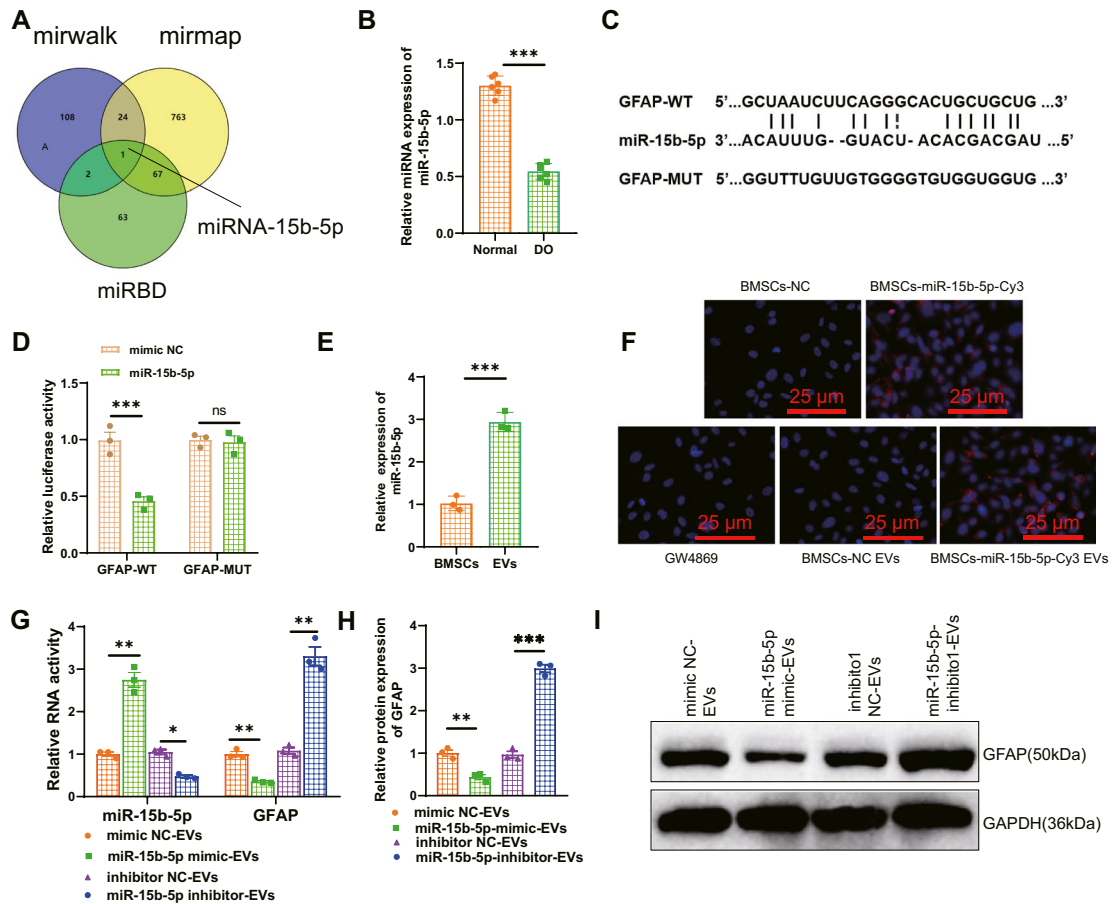 A
mirwalk
mirmap
108
24
763
A
1
2
67
63
miRNA-15b-5p
miRBD
B
Relative miRNA expression of
miR-15b-5p
***
1.5
1.0
0.5
0.0
Normal
DO
C
GFAP-WT 5'...GCUAAUCUUCAGGGCACUGCUGCUG ...3'
miR-15b-5p 3'...ACAUUUG- -GUACU- ACACGACGAU ...5'
GFAP-MUT 5'...GGUTTUGUUGTGGGGTGUGGUGGUG ...3'
D
mimic NC
miR-15b-5p
Relative luciferase activity
1.5
1.0
0.5
0.0
***
ns
GFAP-WT
GFAP-MUT
E
Relative expression of
miR-15b-5p
***
4
3
2
1
0
BMSCs
EVs
F
BMSCs-NC
BMSCs-miR-15b-5p-Cy3
25 µm
25 µm
25 µm
25 µm
25 µm
GW4869
BMSCs-NC EVs
BMSCs-miR-15b-5p-Cy3 EVs
G
Relative RNA activity
4
3
2
1
0
**
*
**
**
miR-15b-5p
GFAP
mimic NC-EVs
miR-15b-5p mimic-EVs
inhibitor NC-EVs
miR-15b-5p inhibitor-EVs
H
Relative protein expression
of GFAP
4
3
2
1
0
**
***
mimic NC-EVs
miR-15b-5p-mimic-EVs
inhibitor NC-EVs
miR-15b-5p-inhibitor-EVs
I
mimic NC-
EVs
miR-15b-5p-
mimic-EVs
inhibito1
NC-EVs
miR-15b-5p-
inhibito1-EVs
GFAP(50kDa)
GAPDH(36kDa)